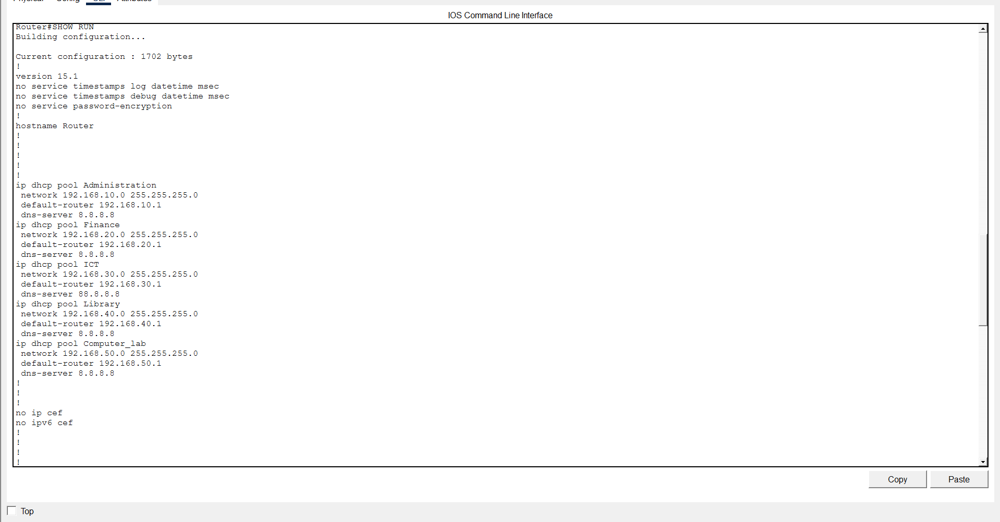 Physical Config CLI Attributes
IOS Command Line Interface
Router#SHOW RUN
Building configuration...
Current configuration : 1702 bytes
!
version 15.1
no service timestamps log datetime msec
no service timestamps debug datetime msec
no service password-encryption
!
hostname Router
!
!
!
!
!
ip dhcp pool Administration
network 192.168.10.0 255.255.255.0
default-router 192.168.10.1
dns-server 8.8.8.8
ip dhcp pool Finance
network 192.168.20.0 255.255.255.0
default-router 192.168.20.1
dns-server 8.8.8.8
ip dhcp pool ICT
network 192.168.30.0 255.255.255.0
default-router 192.168.30.1
dns-server 88.8.8.8
ip dhcp pool Library
network 192.168.40.0 255.255.255.0
default-router 192.168.40.1
dns-server 8.8.8.8
ip dhcp pool Computer_lab
network 192.168.50.0 255.255.255.0
default-router 192.168.50.1
dns-server 8.8.8.8
!
!
!
no ip cef
no ipv6 cef
!
!
!
!
Copy Paste
Top